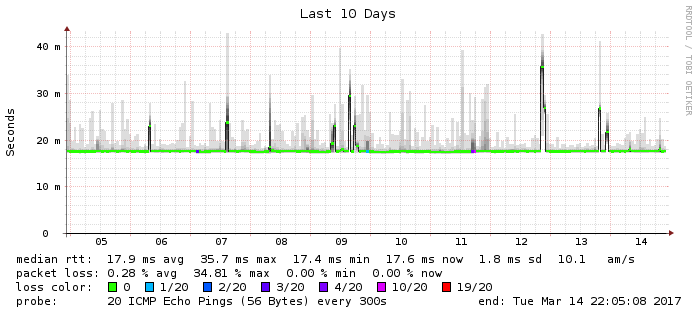 Last 10 Days
RRDTOOL / TOBI OETIKER
Seconds
40 m
30 m
20 m
10 m
0
05 06 07 08 09 10 11 12 13 14
median rtt: 17.9 ms avg 35.7 ms max 17.4 ms min 17.6 ms now 1.8 ms sd 10.1 am/s
packet loss: 0.28 % avg 34.81 % max 0.00 % min 0.00 % now
loss color: 0 1/20 2/20 3/20 4/20 10/20 19/20
probe: 20 ICMP Echo Pings (56 Bytes) every 300s end: Tue Mar 14 22:05:08 2017